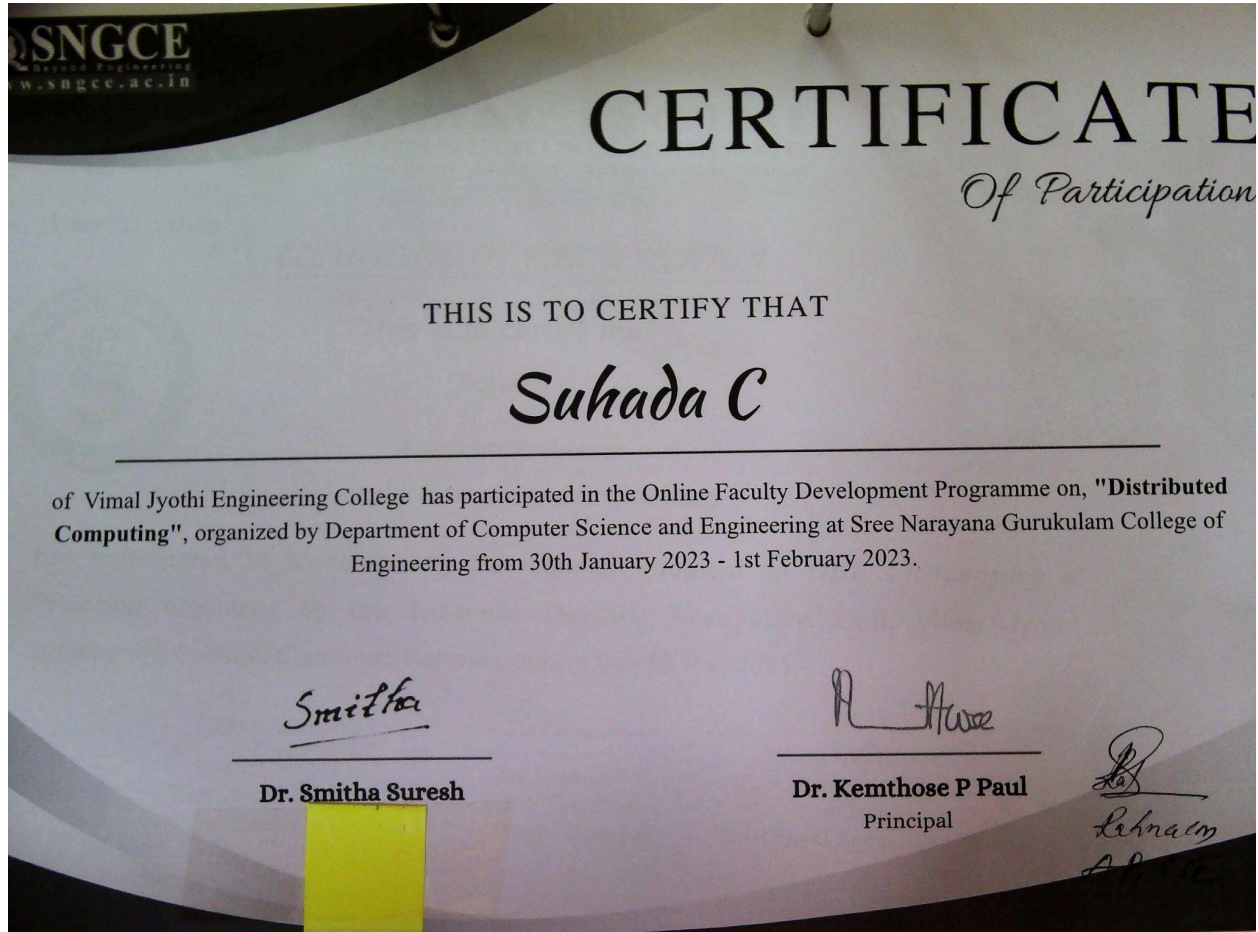 SNGCE
Beyond Engineering
w.sngce.ac.in
CERTIFICATE
Of Participation
THIS IS TO CERTIFY THAT
Suhada C
of Vimal Jyothi Engineering College has participated in the Online Faculty Development Programme on, "Distributed
Computing", organized by Department of Computer Science and Engineering at Sree Narayana Gurukulam College of
Engineering from 30th January 2023 - 1st February 2023.
Smitha
Dr. Smitha Suresh
Dr. Kemthose P Paul
Principal